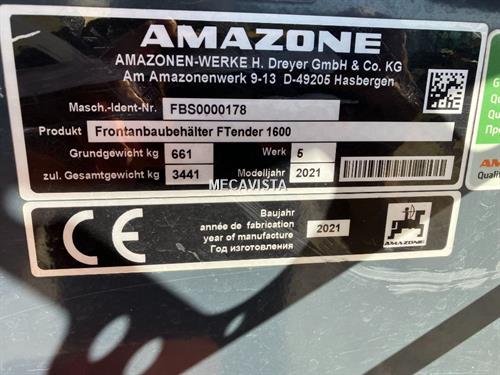 AMAZONE
AMAZONEN-WERKE H. Dreyer GmbH & Co. KG
Am Amazonenwerk 9-13 D-49205 Hasbergen
Masch.-Ident-Nr. FBS0000178
Produkt Frontanbaubehälter FTender 1600
Grundgewicht kg 661 Werk 5
zul. Gesamtgewicht kg 3441 Modelljahr 2021
MECAVISTA
CE
Baujahr
année de fabrication
year of manufacture
Год изготовления
2021
AMAZONE